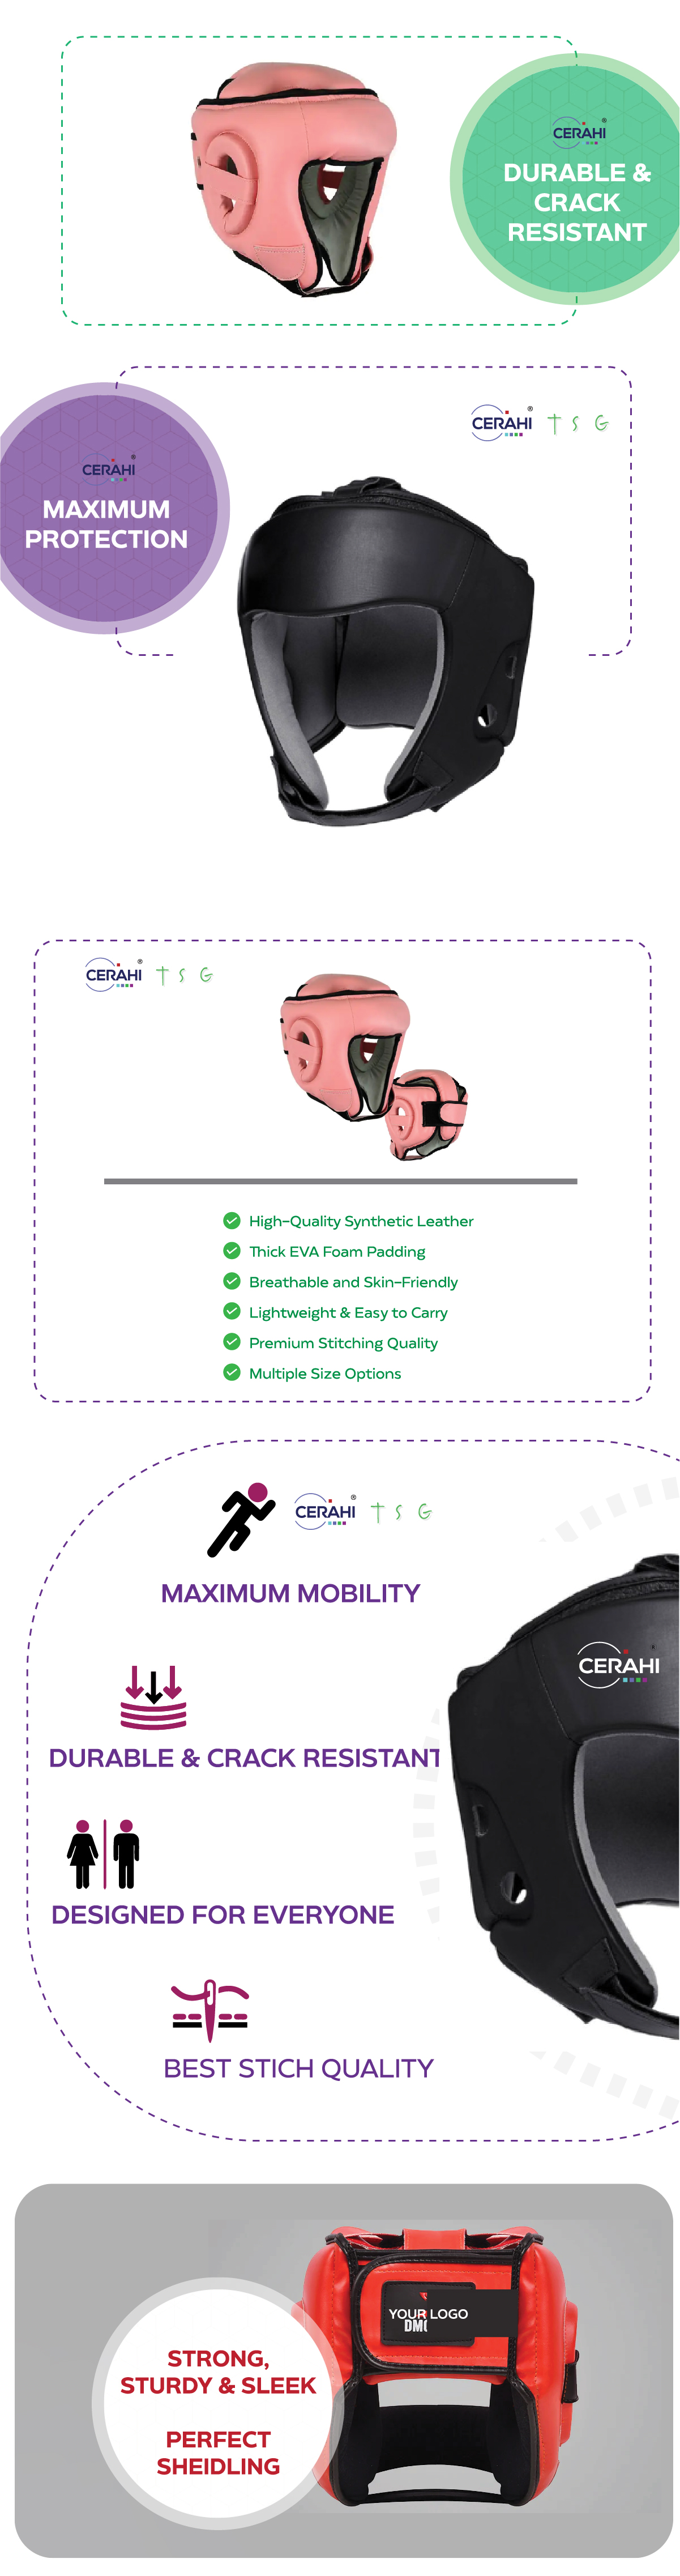 CERAHI ®
DURABLE &
CRACK
RESISTANT
CERAHI ® T S G
CERAHI ®
MAXIMUM
PROTECTION
CERAHI ® T S G
High-Quality Synthetic Leather
Thick EVA Foam Padding
Breathable and Skin-Friendly
Lightweight & Easy to Carry
Premium Stitching Quality
Multiple Size Options
CERAHI ® T S G
MAXIMUM MOBILITY
CERAHI ®
DURABLE & CRACK RESISTANT
DESIGNED FOR EVERYONE
BEST STICH QUALITY
YOUR LOGO
STRONG,
STURDY & SLEEK
PERFECT
SHEIDLING